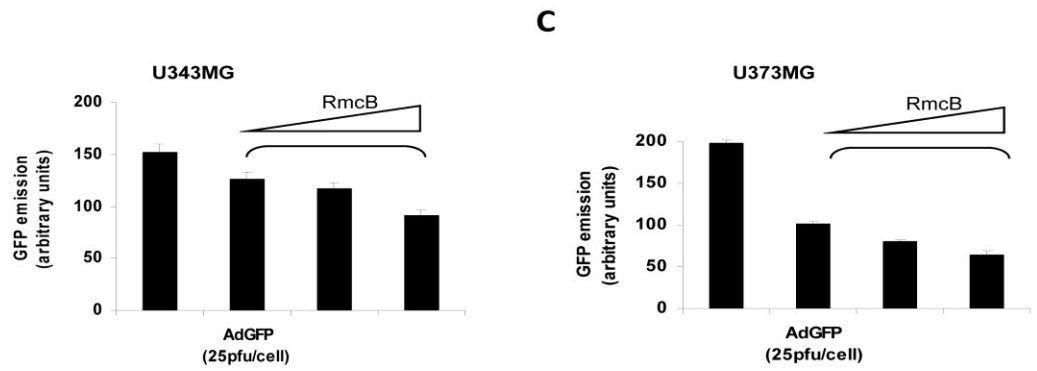 C
U343MG
200
150
100
50
0
GFP emission
(arbitrary units)
RmcB
AdGFP
(25pfu/cell)
U373MG
200
150
100
50
0
GFP emission
(arbitrary units)
RmcB
AdGFP
(25pfu/cell)